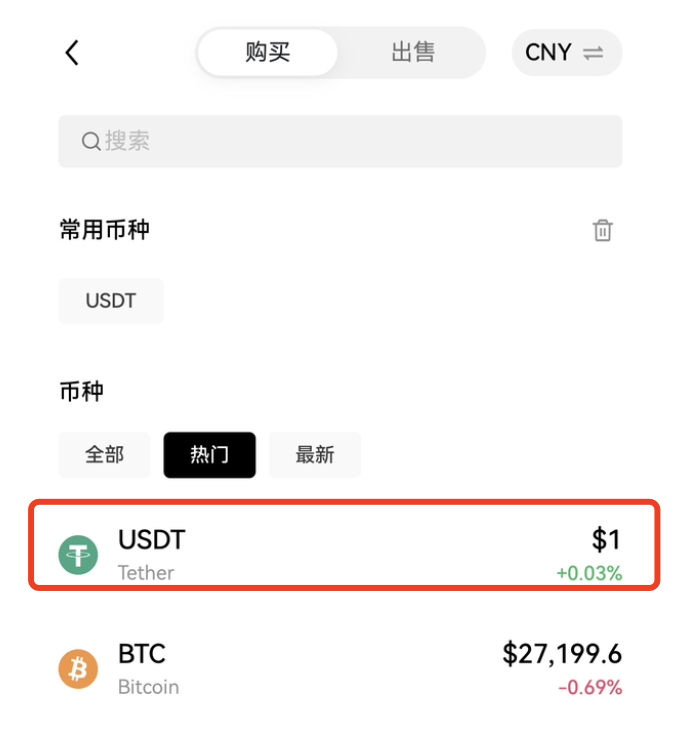 购买 出售 CNY
搜索
常用币种
USDT
币种
全部 热门 最新
USDT $1
Tether +0.03%
BTC $27,199.6
Bitcoin -0.69%